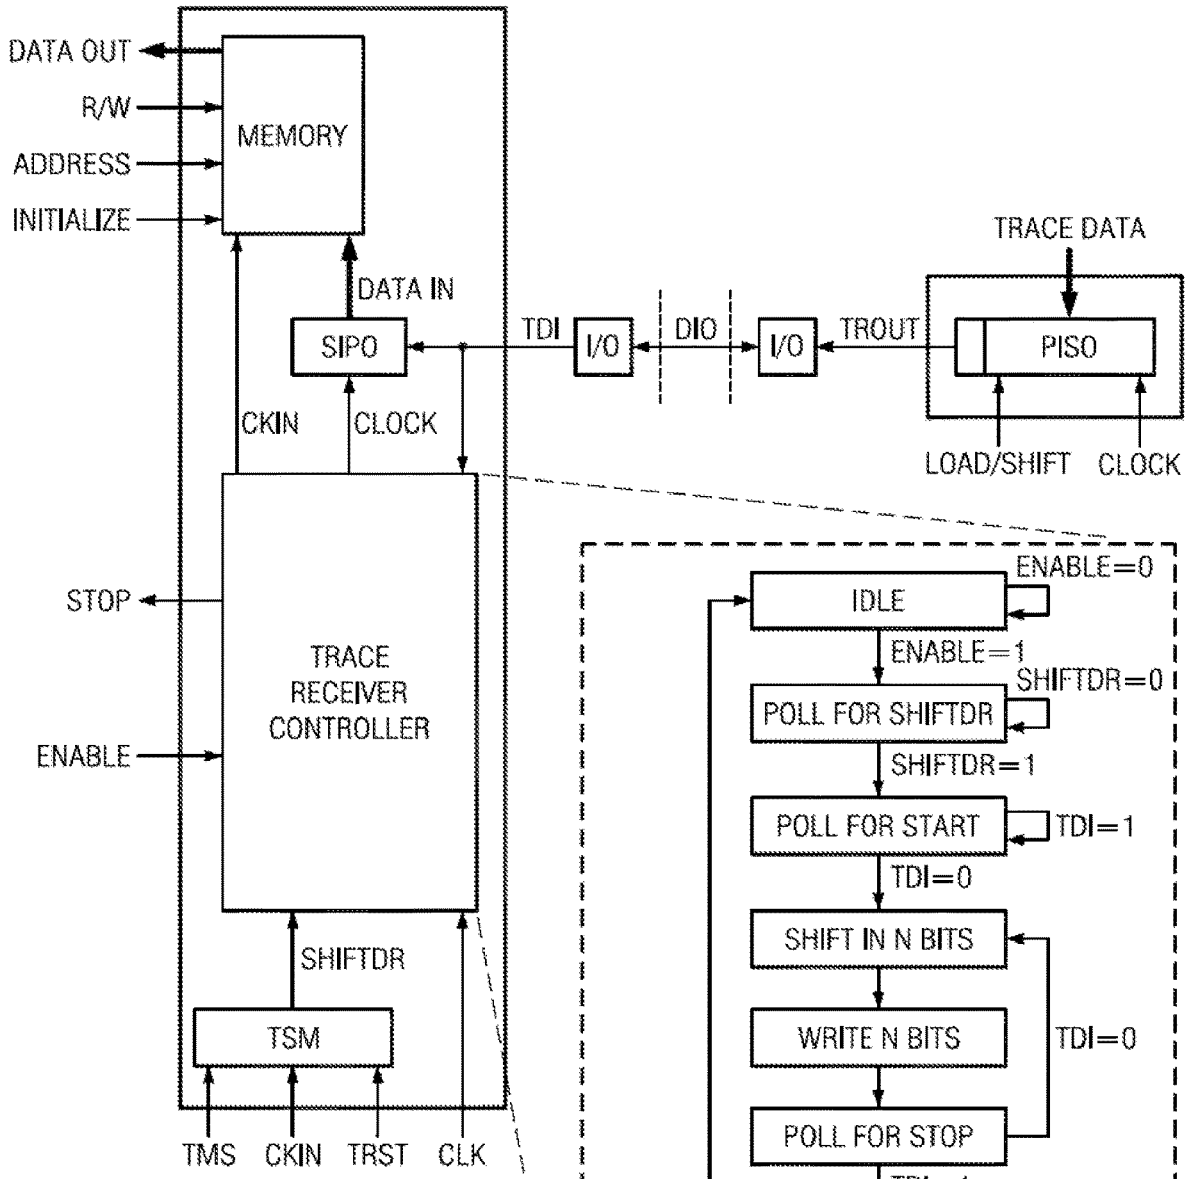 DATA OUT
R/W
ADDRESS
INITIALIZE
MEMORY
DATA IN
SIPO
CKIN
CLOCK
TDI
I/O
DIO
I/O
TROUT
TRACE DATA
PISO
LOAD/SHIFT
CLOCK
STOP
ENABLE
TRACE
RECEIVER
CONTROLLER
SHIFTDR
TSM
TMS
CKIN
TRST
CLK
ENABLE=0
IDLE
ENABLE=1
SHIFTDR=0
POLL FOR SHIFTDR
SHIFTDR=1
POLL FOR START
TDI=1
TDI=0
SHIFT IN N BITS
WRITE N BITS
TDI=0
POLL FOR STOP